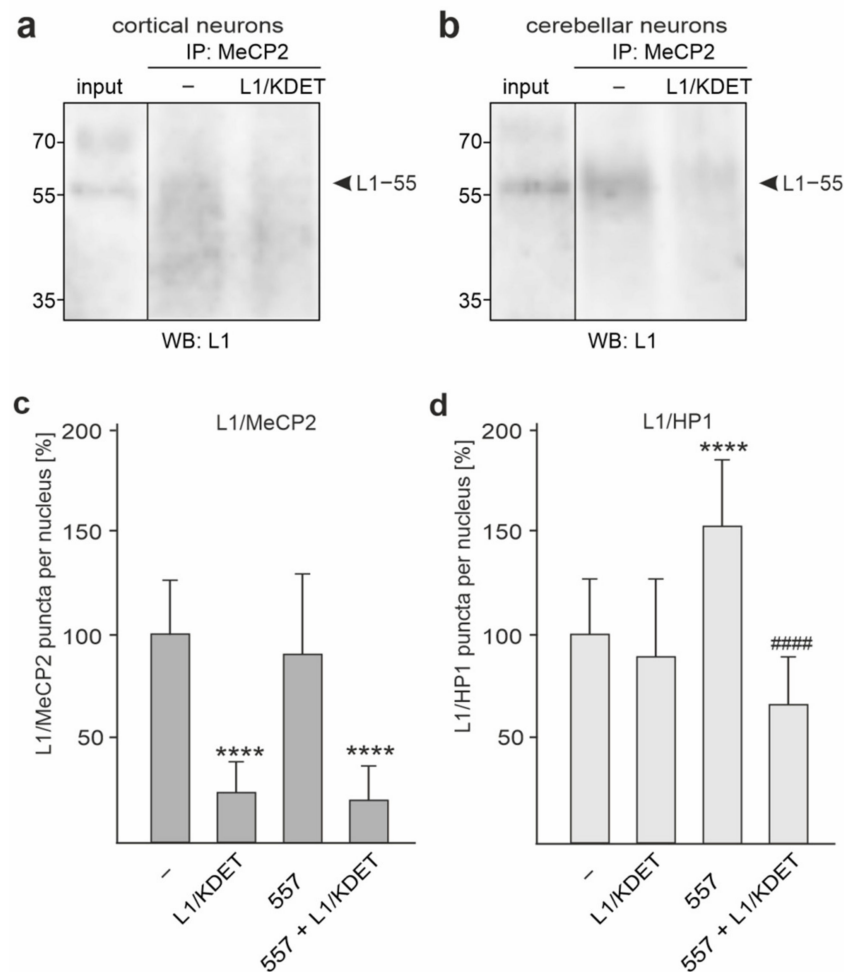 a
cortical neurons
IP: MeCP2
input – L1/KDET
70
55
35
◄L1–55
WB: L1
b
cerebellar neurons
IP: MeCP2
input – L1/KDET
70
55
35
◄L1–55
WB: L1
c
L1/MeCP2
L1/MeCP2 puncta per nucleus [%]
200
150
100
50
****
****
–
L1/KDET
557
557 + L1/KDET
d
L1/HP1
L1/HP1 puncta per nucleus [%]
200
150
100
50
****
####
–
L1/KDET
557
557 + L1/KDET